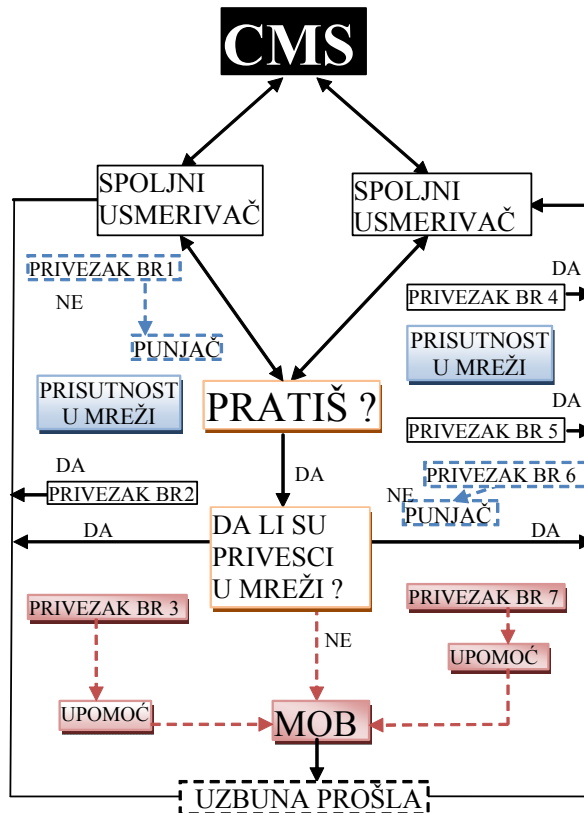 CMS
SPOLJNI
USMERIVAČ
SPOLJNI
USMERIVAČ
PRIVEZAK BR1
NE
PUNJAČ
DA
PRIVEZAK BR 4
PRISUTNOST
U MREŽI
PRISUTNOST
U MREŽI
PRATIŠ ?
DA
PRIVEZAK BR 5
DA
DA
PRIVEZAK BR2
PRIVEZAK BR 6
NE
PUNJAČ
DA
DA LI SU
PRIVESCI
U MREŽI ?
DA
PRIVEZAK BR 3
PRIVEZAK BR 7
NE
UPOMOĆ
UPOMOĆ
MOB
UZBUNA PROŠLA